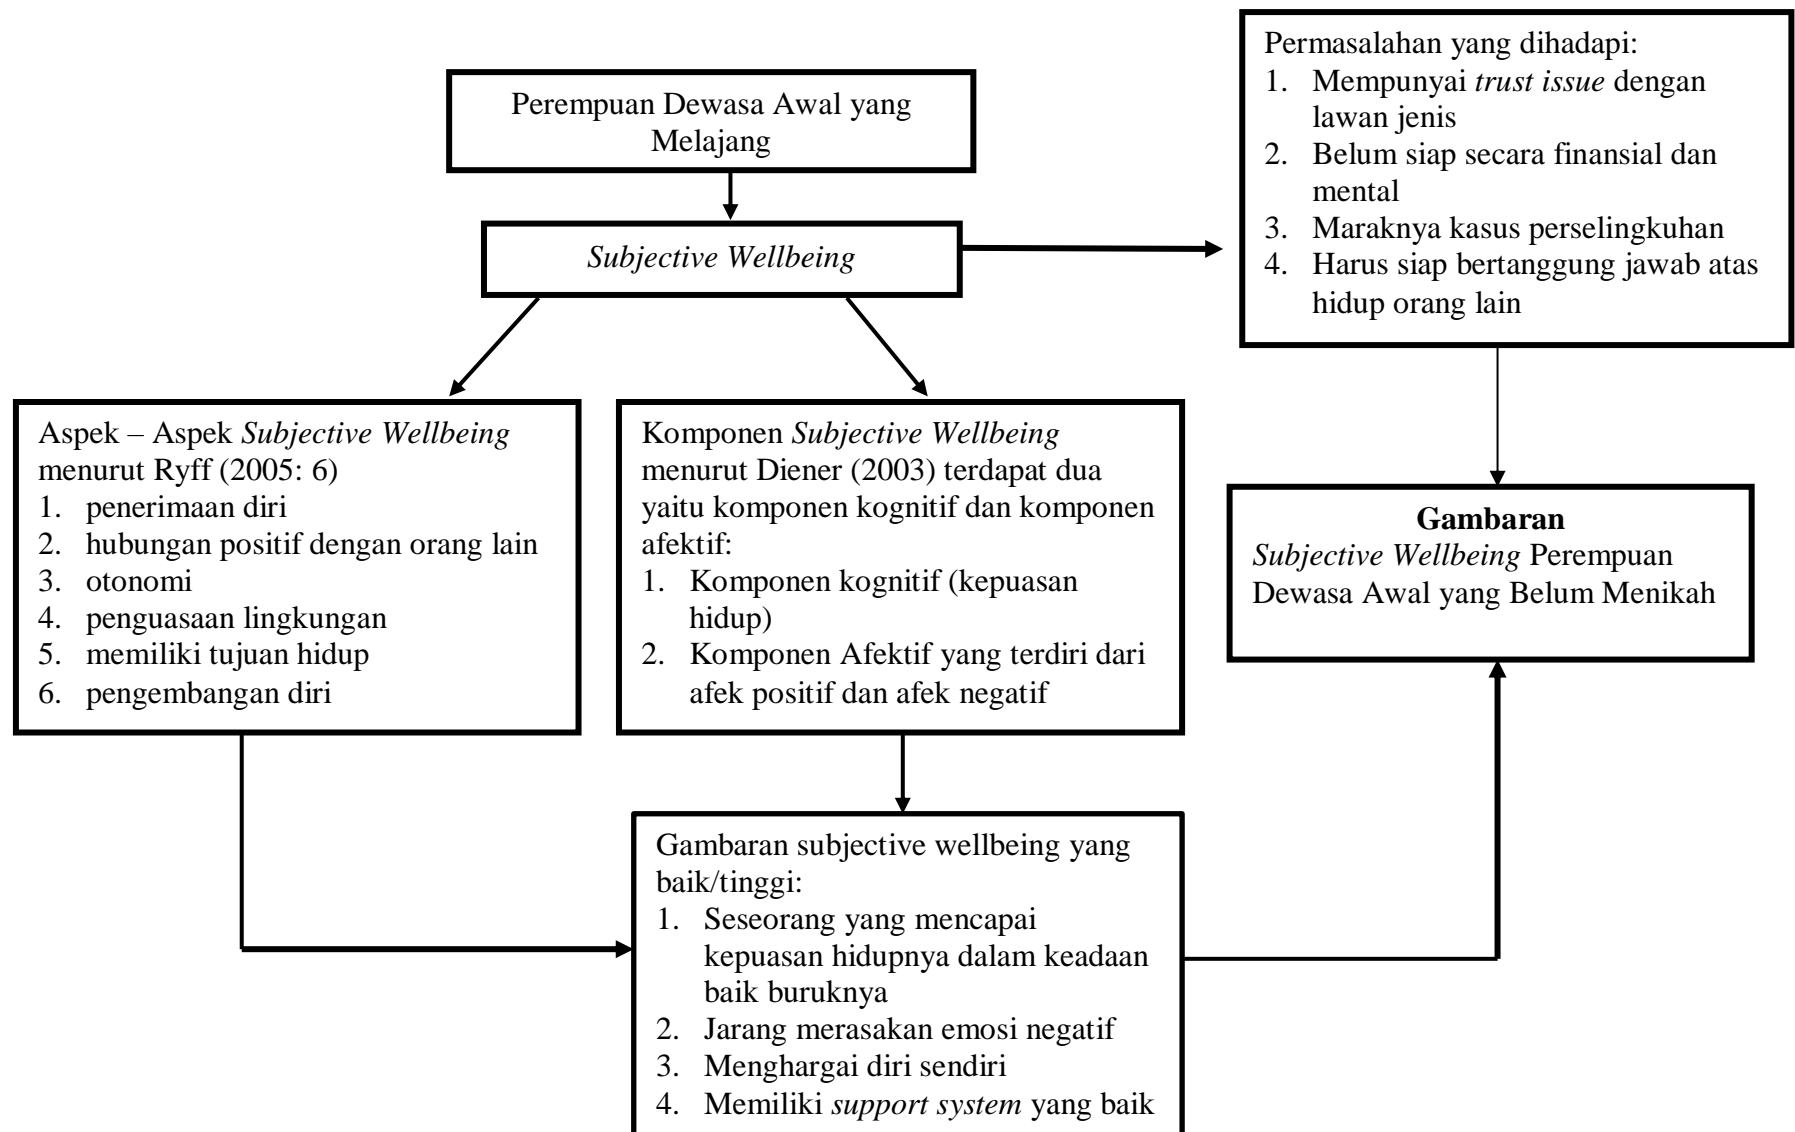 Perempuan Dewasa Awal yang
Melajang
Subjective Wellbeing
Permasalahan yang dihadapi:
1. Mempunyai trust issue dengan
lawan jenis
2. Belum siap secara finansial dan
mental
3. Maraknya kasus perselingkuhan
4. Harus siap bertanggung jawab atas
hidup orang lain
Aspek – Aspek Subjective Wellbeing
menurut Ryff (2005: 6)
1. penerimaan diri
2. hubungan positif dengan orang lain
3. otonomi
4. penguasaan lingkungan
5. memiliki tujuan hidup
6. pengembangan diri
Komponen Subjective Wellbeing
menurut Diener (2003) terdapat dua
yaitu komponen kognitif dan komponen
afektif:
1. Komponen kognitif (kepuasan
hidup)
2. Komponen Afektif yang terdiri dari
afek positif dan afek negatif
Gambaran
Subjective Wellbeing Perempuan
Dewasa Awal yang Belum Menikah
Gambaran subjective wellbeing yang
baik/tinggi:
1. Seseorang yang mencapai
kepuasan hidupnya dalam keadaan
baik buruknya
2. Jarang merasakan emosi negatif
3. Menghargai diri sendiri
4. Memiliki support system yang baik